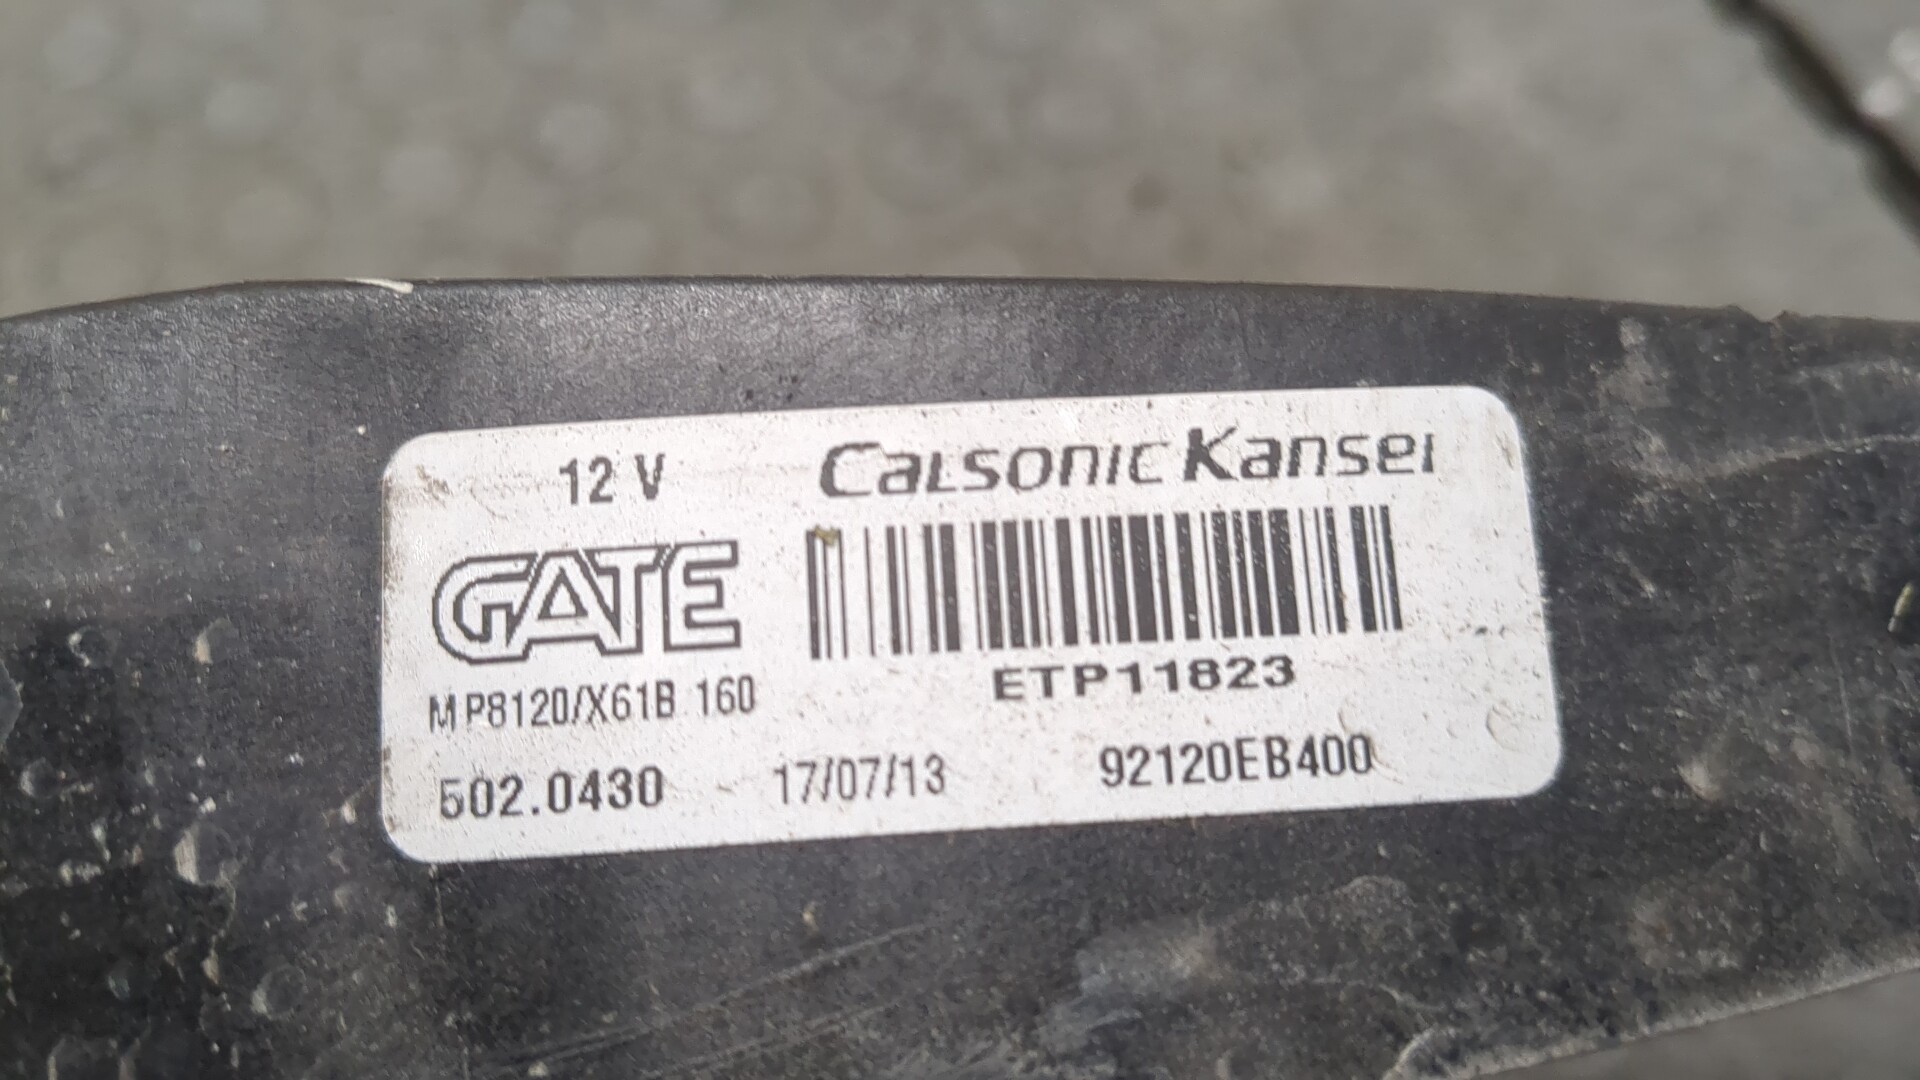 12 V CALSONIC Kansei
GATE
ETP11823
MP8120/X61B 160
502.0430 17/07/13 92120EB400